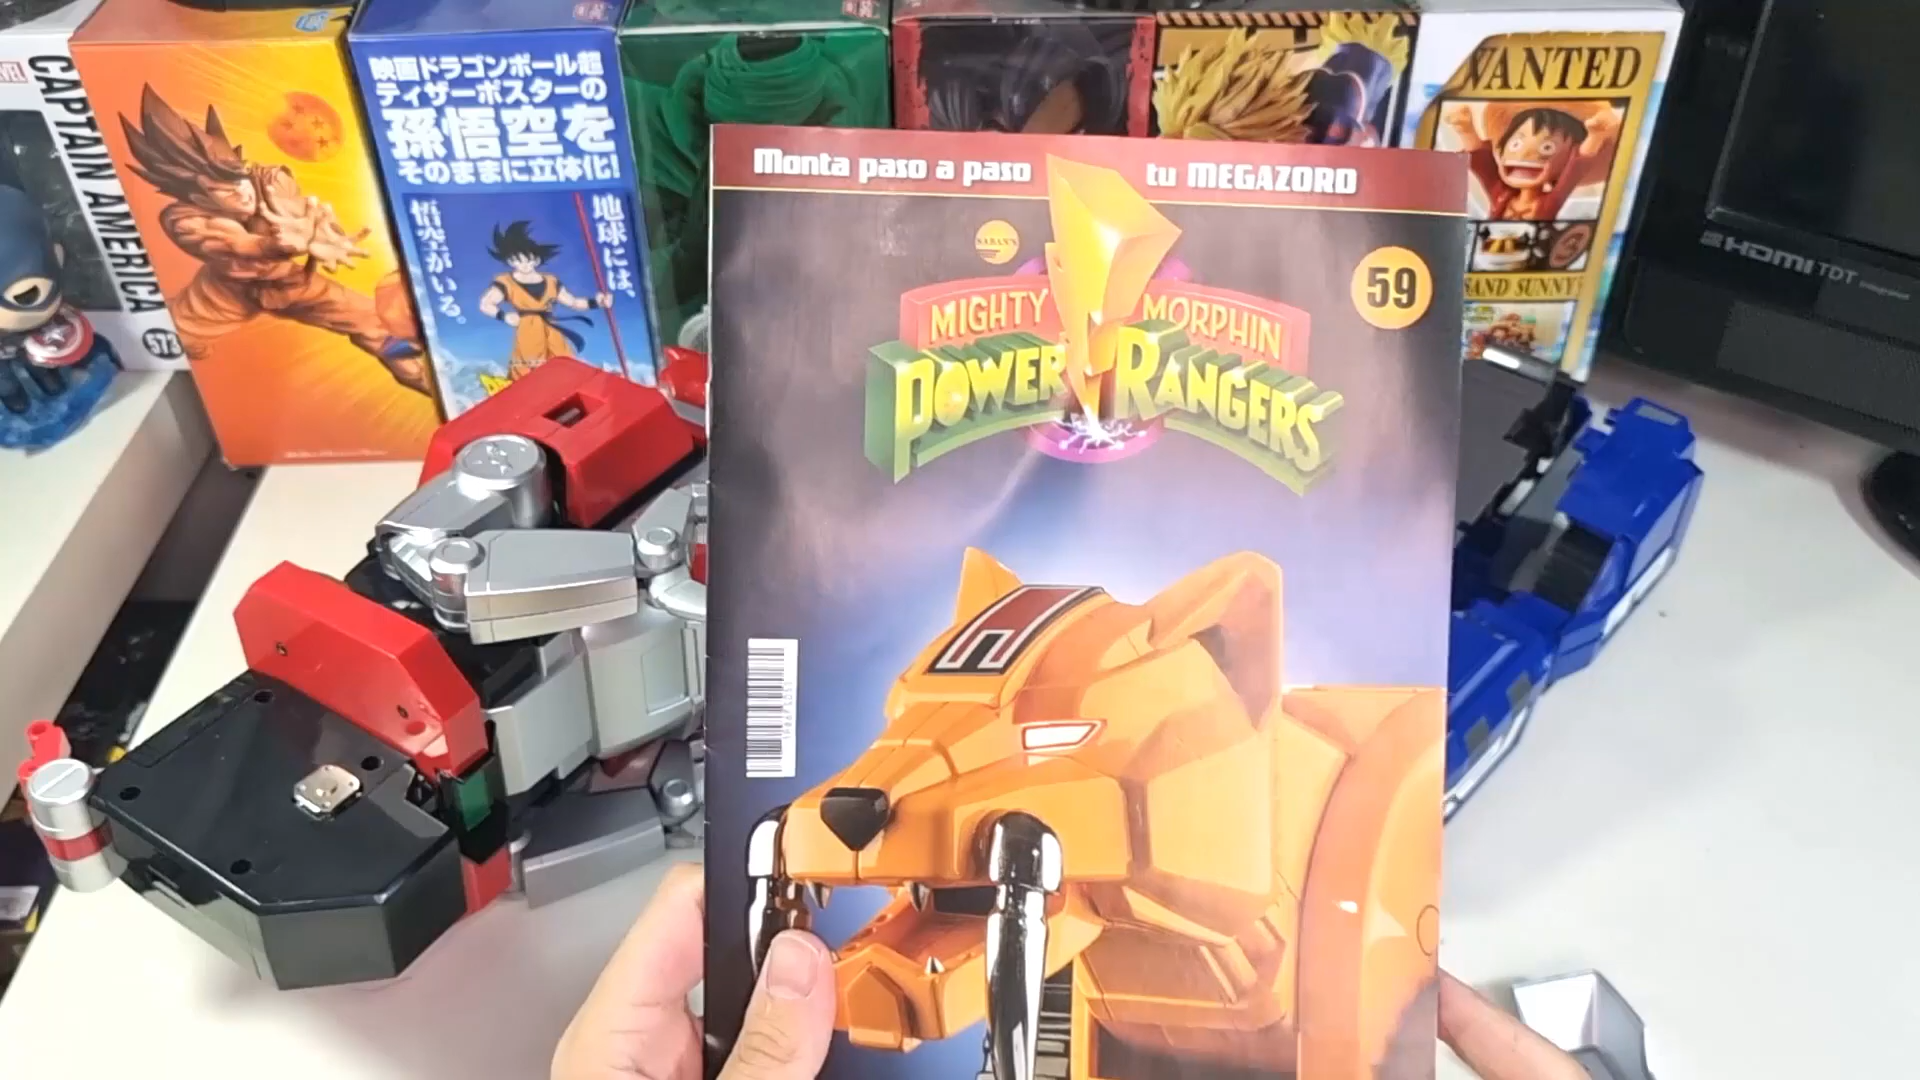 CAPTAIN AMERICA
573
映画ドラゴンボール超
ティザーポスターの
孫悟空を
そのままに立体化!
地球には、
悟空がいる。
WANTED
SAND SUNNY
HDMI TDT
Monta paso a paso tu MEGAZORD
SABAN'S
59
MIGHTY MORPHIN
POWER RANGERS